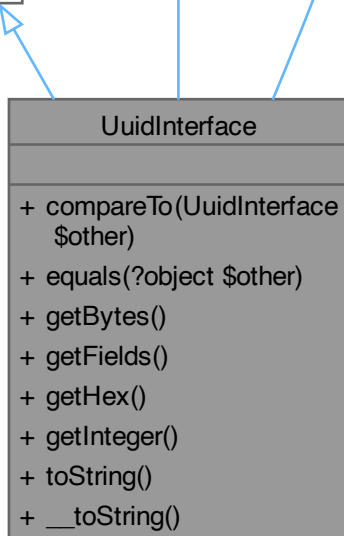 UuidInterface
+ compareTo(UuidInterface
$other)
+ equals(?object $other)
+ getBytes()
+ getFields()
+ getHex()
+ getInteger()
+ toString()
+ __toString()